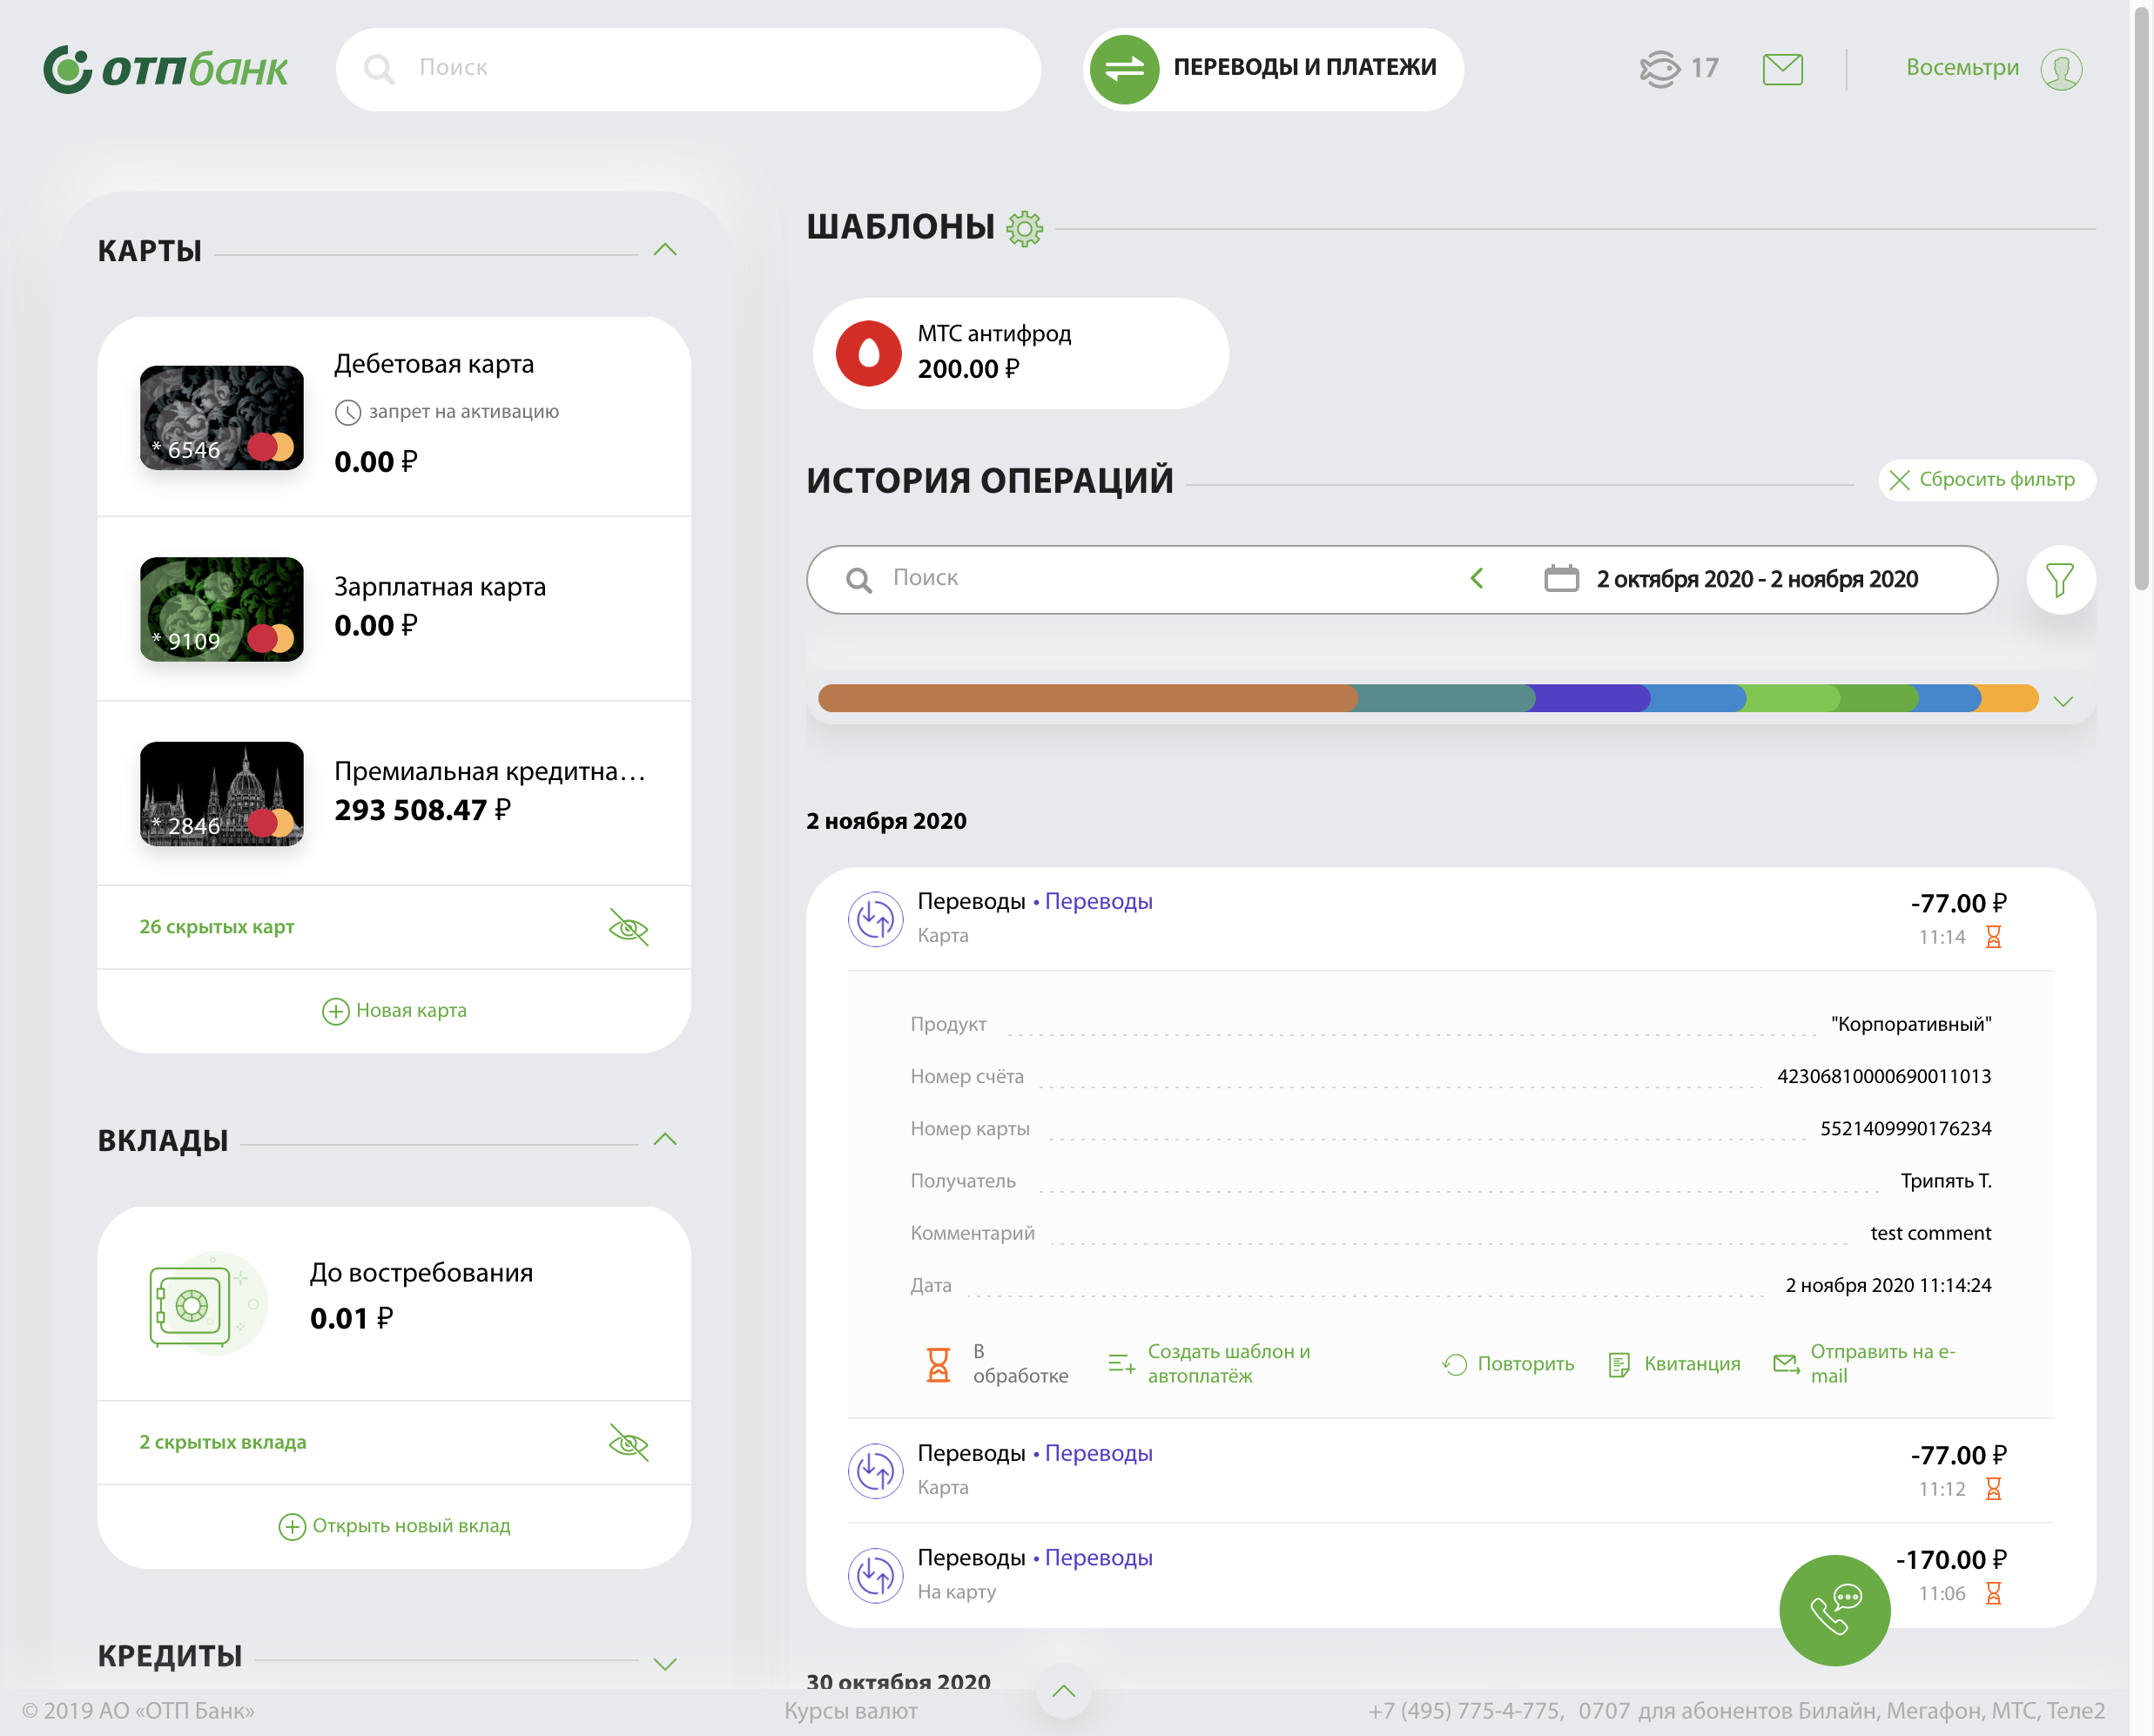 отпбанк
Поиск
ПЕРЕВОДЫ И ПЛАТЕЖИ
17
Восемьтри
КАРТЫ
* 6546
Дебетовая карта
запрет на активацию
0.00 ₽
* 9109
Зарплатная карта
0.00 ₽
* 2846
Премиальная кредитна...
293 508.47 ₽
26 скрытых карт
Новая карта
ВКЛАДЫ
До востребования
0.01 ₽
2 скрытых вклада
Открыть новый вклад
КРЕДИТЫ
ШАБЛОНЫ
МТС антифрод
200.00 ₽
ИСТОРИЯ ОПЕРАЦИЙ
Сбросить фильтр
Поиск
2 октября 2020 - 2 ноября 2020
2 ноября 2020
Переводы • Переводы
-77.00 ₽
Карта
11:14
Продукт "Корпоративный"
Номер счёта 42306810000690011013
Номер карты 5521409990176234
Получатель Трипять Т.
Комментарий test comment
Дата 2 ноября 2020 11:14:24
В
обработке
Создать шаблон и
автоплатёж
Повторить
Квитанция
Отправить на e-
mail
Переводы • Переводы
-77.00 ₽
Карта
11:12
Переводы • Переводы
-170.00 ₽
На карту
11:06
30 октября 2020
© 2019 АО «ОТП Банк»
Курсы валют
+7 (495) 775-4-775, 0707 для абонентов Билайн, Мегафон, МТС, Теле2